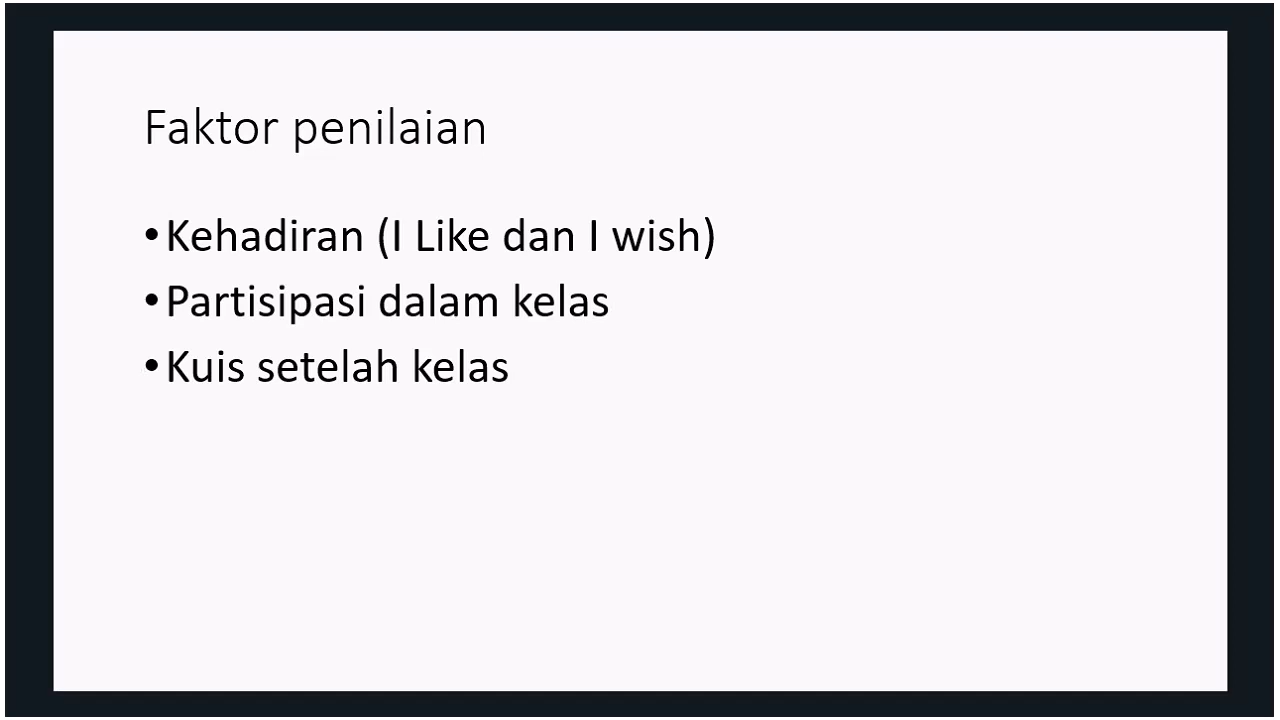 Faktor penilaian
•Kehadiran (I Like dan I wish)
•Partisipasi dalam kelas
•Kuis setelah kelas